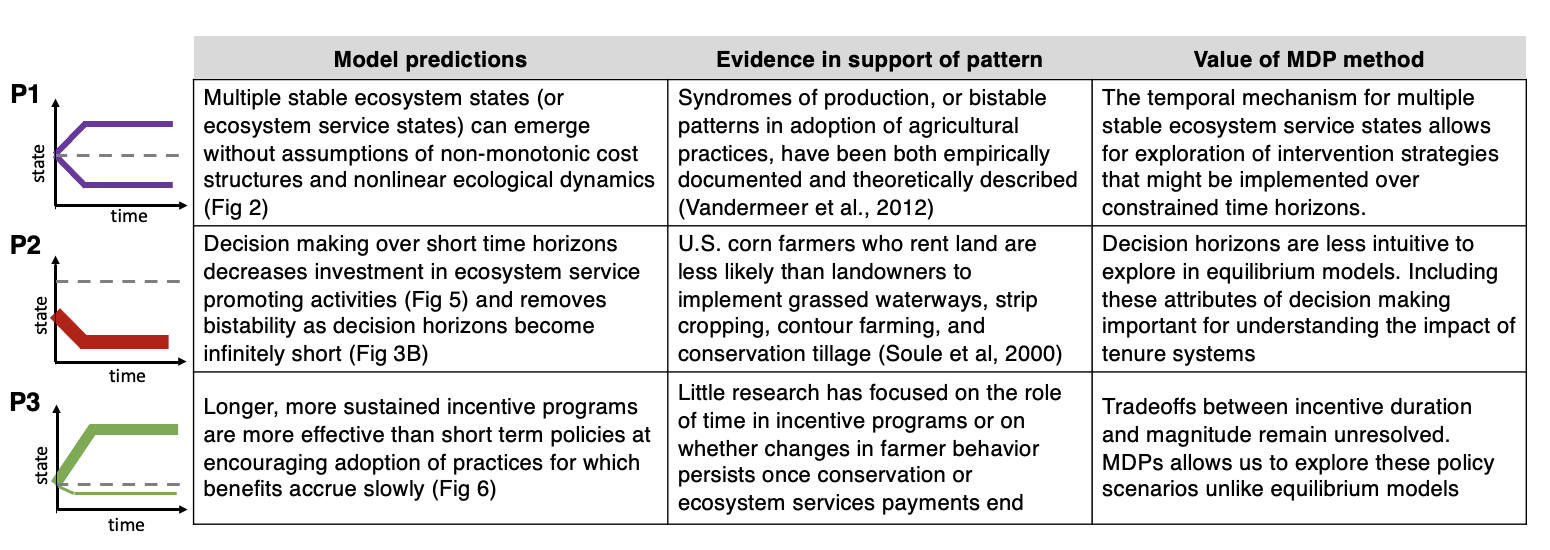 Model predictions
Evidence in support of pattern
Value of MDP method
P1
state
time
Multiple stable ecosystem states (or
ecosystem service states) can emerge
without assumptions of non-monotonic cost
structures and nonlinear ecological dynamics
(Fig 2)
Syndromes of production, or bistable
patterns in adoption of agricultural
practices, have been both empirically
documented and theoretically described
(Vandermeer et al., 2012)
The temporal mechanism for multiple
stable ecosystem service states allows
for exploration of intervention strategies
that might be implemented over
constrained time horizons.
P2
state
time
Decision making over short time horizons
decreases investment in ecosystem service
promoting activities (Fig 5) and removes
bistability as decision horizons become
infinitely short (Fig 3B)
U.S. corn farmers who rent land are
less likely than landowners to
implement grassed waterways, strip
cropping, contour farming, and
conservation tillage (Soule et al, 2000)
Decision horizons are less intuitive to
explore in equilibrium models. Including
these attributes of decision making
important for understanding the impact of
tenure systems
P3
state
time
Longer, more sustained incentive programs
are more effective than short term policies at
encouraging adoption of practices for which
benefits accrue slowly (Fig 6)
Little research has focused on the role
of time in incentive programs or on
whether changes in farmer behavior
persists once conservation or
ecosystem services payments end
Tradeoffs between incentive duration
and magnitude remain unresolved.
MDPs allows us to explore these policy
scenarios unlike equilibrium models